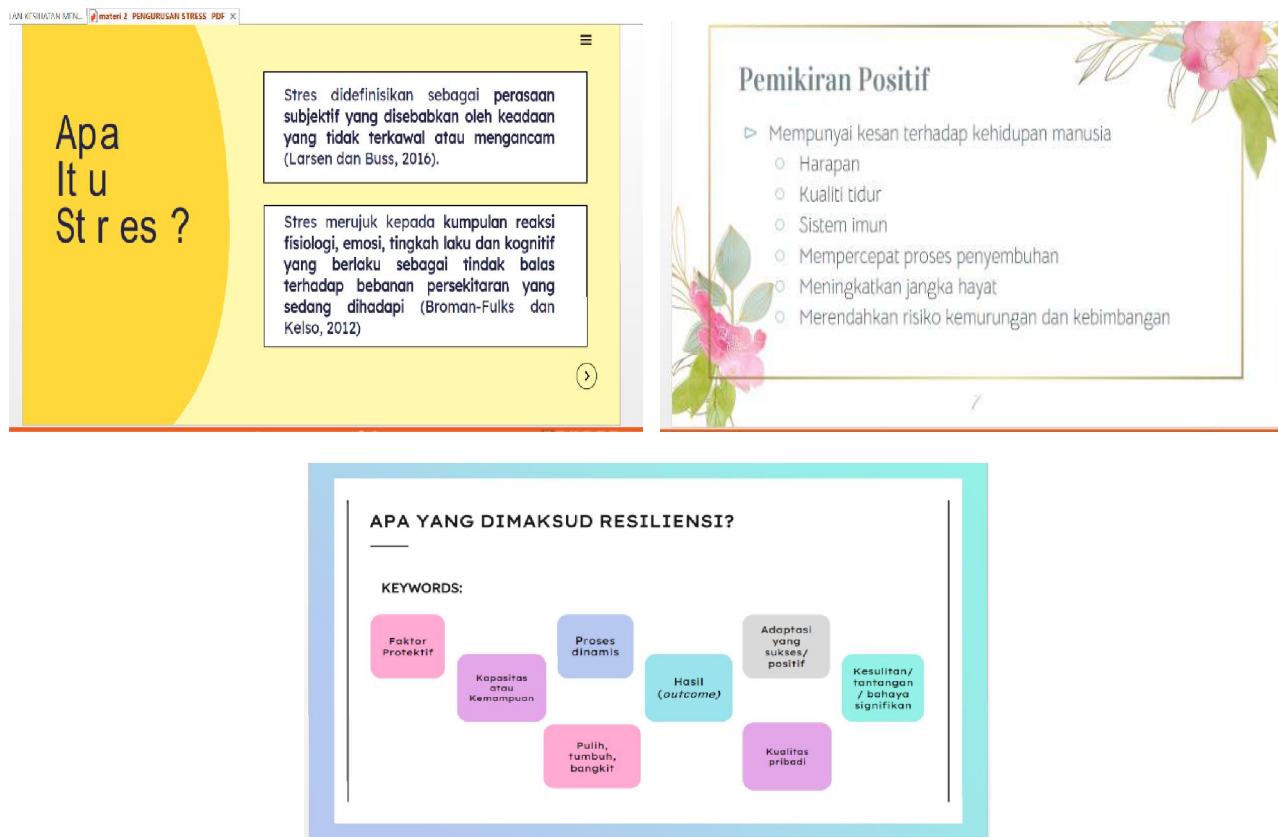 materi 2 PENGURUSAN STRESS PDF
Apa
It u
St r es ?
Stres didefinisikan sebagai perasaan
subjektif yang disebabkan oleh keadaan
yang tidak terkawal atau mengancam
(Larsen dan Buss, 2016).
Stres merujuk kepada kumpulan reaksi
fisiologi, emosi, tingkah laku dan kognitif
yang berlaku sebagai tindak balas
terhadap bebanan persekitaran yang
sedang dihadapi (Broman-Fulks dan
Kelso, 2012)
Pemikiran Positif
Mempunyai kesan terhadap kehidupan manusia
Harapan
Kualiti tidur
Sistem imun
Mempercepat proses penyembuhan
Meningkatkan jangka hayat
Merendahkan risiko kemurungan dan kebimbangan
7
APA YANG DIMAKSUD RESILIENSI?
KEYWORDS:
Faktor
Protektif
Kapasitas
atau
Kemampuan
Proses
dinamis
Pulih,
tumbuh,
bangkit
Hasil
(outcome)
Adaptasi
yang
sukses/
positif
Kualitas
pribadi
Kesulitan/
tantangan
/ bahaya
signifikan